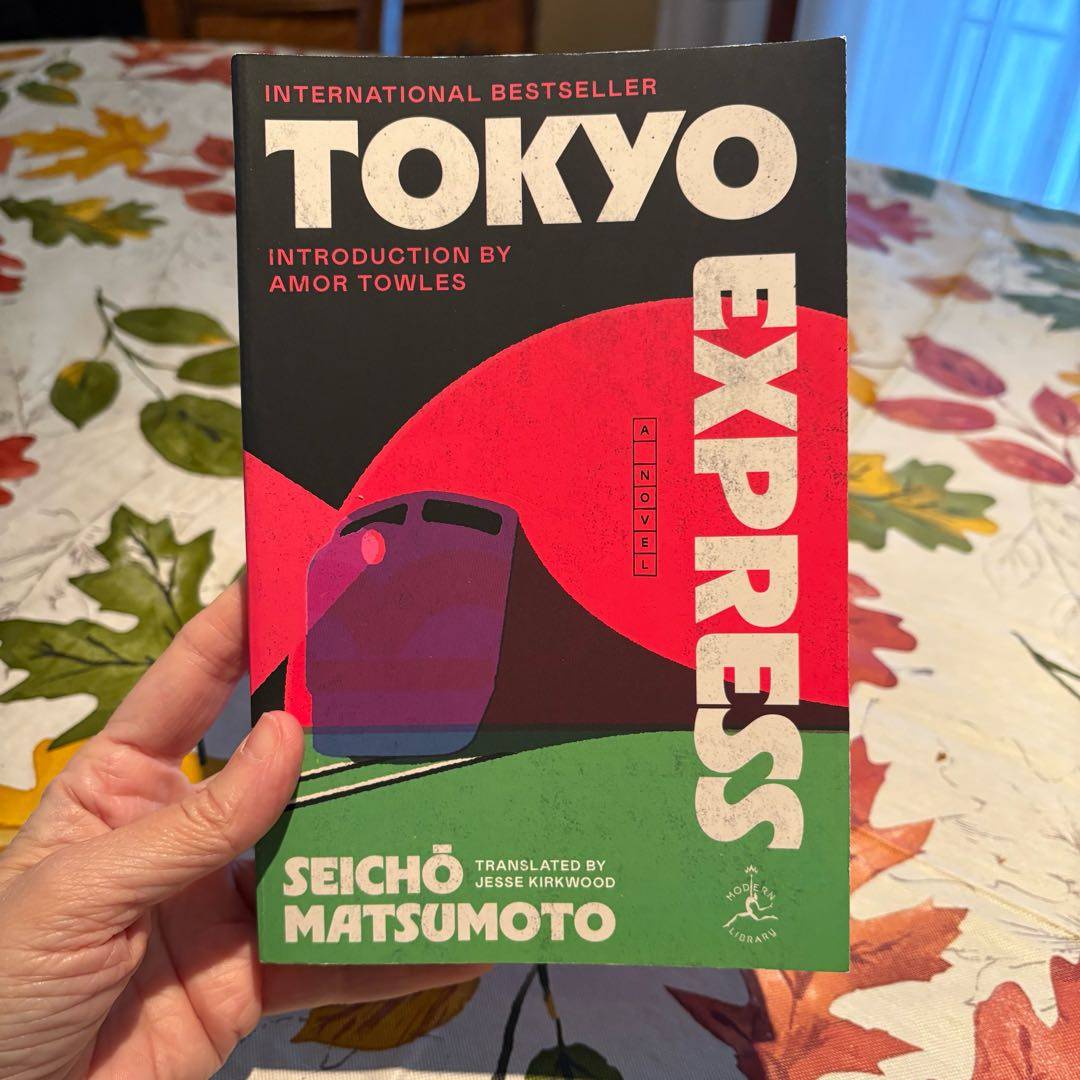 INTERNATIONAL BESTSELLER
TOKYO
EXPRESS
INTRODUCTION BY
AMOR TOWLES
A NOVEL
SEICHŌ
MATSUMOTO
TRANSLATED BY
JESSE KIRKWOOD
MODERN
LIBRARY